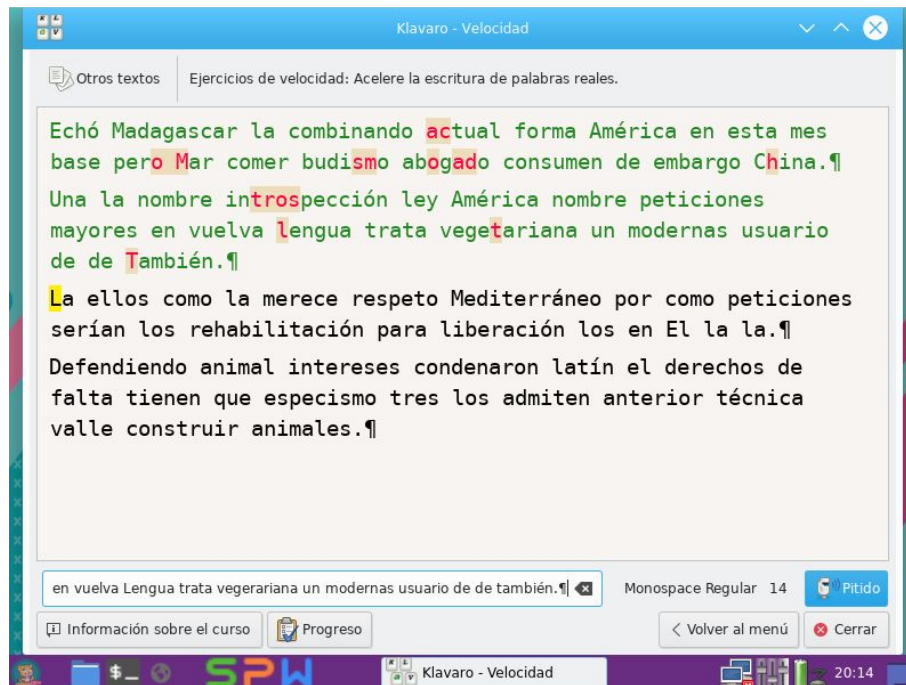 Klavaro - Velocidad
Otros textos
Ejercicios de velocidad: Acelere la escritura de palabras reales.
Echó Madagascar la combinando actual forma América en esta mes
base pero Mar comer budismo abogado consumen de embargo China.¶
Una la nombre introspección ley América nombre peticiones
mayores en vuelva lengua trata vegetariana un modernas usuario
de de También.¶
La ellos como la merece respeto Mediterráneo por como peticiones
serían los rehabilitación para liberación los en El la la.¶
Defendiendo animal intereses condenaron latín el derechos de
falta tienen que especismo tres los admiten anterior técnica
valle construir animales.¶
en vuelva Lengua trata vegerariana un modernas usuario de de también.¶
Monospace Regular 14
Pitido
Información sobre el curso
Progreso
< Volver al menú
Cerrar
$_
SPW
Klavaro - Velocidad
20:14